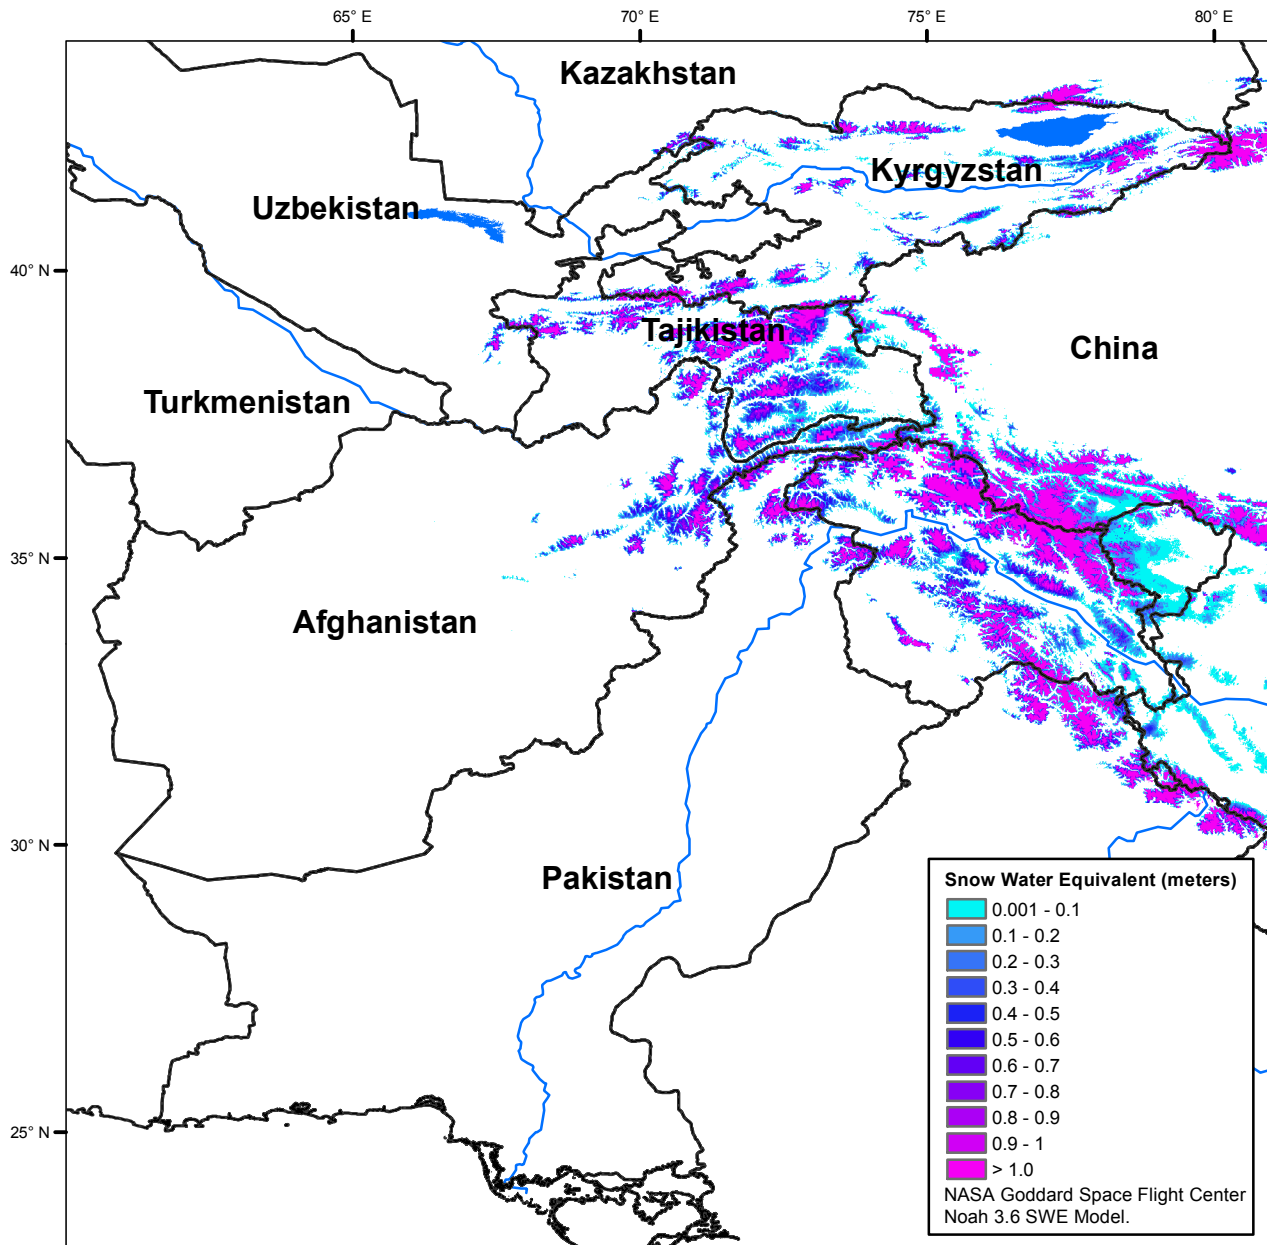 65° E
70° E
75° E
80° E
Kazakhstan
Kyrgyzstan
Uzbekistan
40° N
Tajikistan
China
Turkmenistan
35° N
Afghanistan
30° N
Pakistan
25° N
Snow Water Equivalent (meters)
0.001 - 0.1
0.1 - 0.2
0.2 - 0.3
0.3 - 0.4
0.4 - 0.5
0.5 - 0.6
0.6 - 0.7
0.7 - 0.8
0.8 - 0.9
0.9 - 1
> 1.0
NASA Goddard Space Flight Center
Noah 3.6 SWE Model.